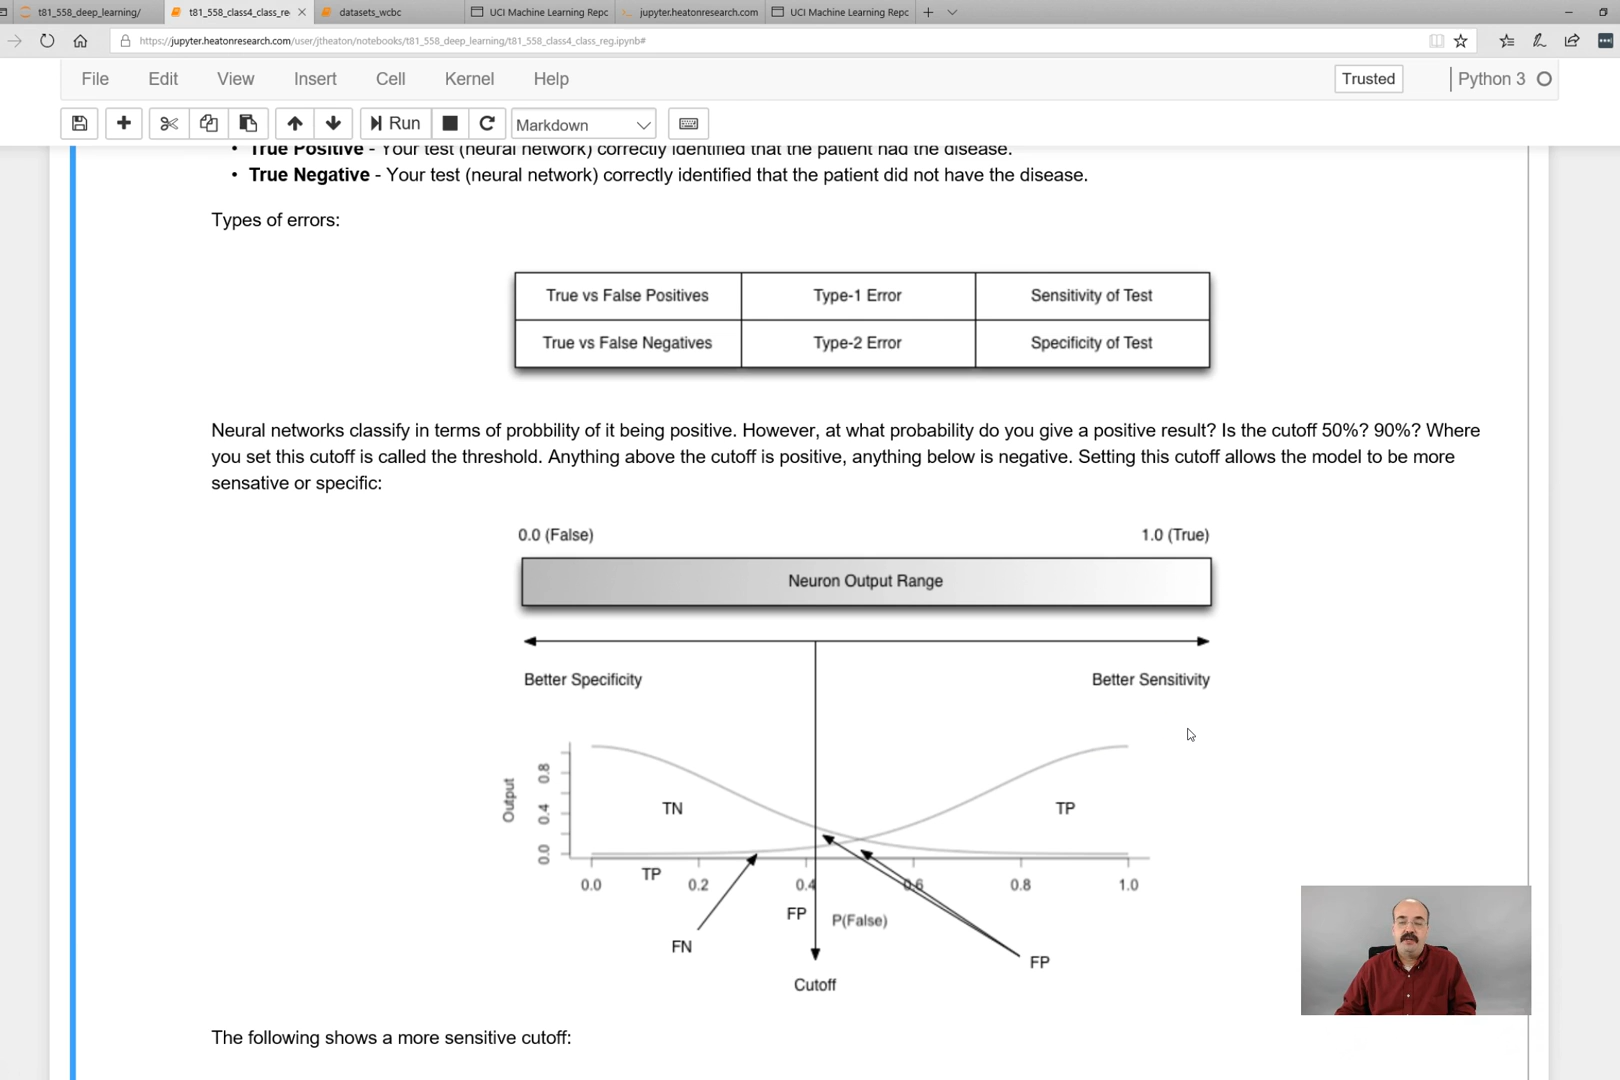 t81_558_deep_learning/
t81_558_class4_class_re
datasets_wcbc
UCI Machine Learning Repc
jupyter.heatonresearch.com
UCI Machine Learning Repc
https://jupyter.heatonresearch.com/user/jtheaton/notebooks/t81_558_deep_learning/t81_558_class4_class_reg.ipynb#
File Edit View Insert Cell Kernel Help
Trusted
Python 3
Run
Markdown
• True Positive - Your test (neural network) correctly identified that the patient had the disease.
• True Negative - Your test (neural network) correctly identified that the patient did not have the disease.
Types of errors:
True vs False Positives Type-1 Error Sensitivity of Test
True vs False Negatives Type-2 Error Specificity of Test
Neural networks classify in terms of probbility of it being positive. However, at what probability do you give a positive result? Is the cutoff 50%? 90%? Where
you set this cutoff is called the threshold. Anything above the cutoff is positive, anything below is negative. Setting this cutoff allows the model to be more
sensative or specific:
0.0 (False) 1.0 (True)
Neuron Output Range
Better Specificity Better Sensitivity
Output
0.8
0.4
0.0
TN TP
TP
0.0 0.2 0.4 0.6 0.8 1.0
FP P(False)
FN FP
Cutoff
The following shows a more sensitive cutoff: